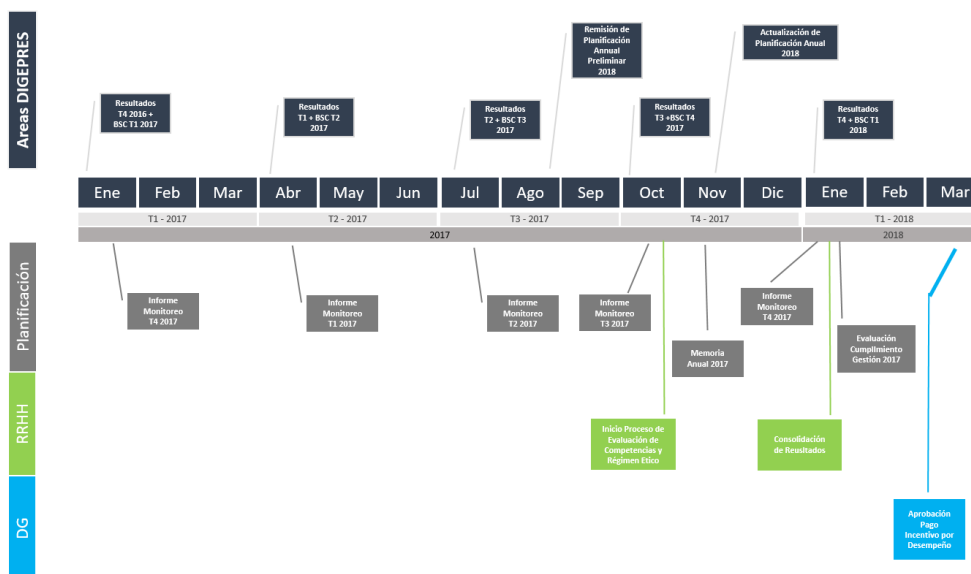 Areas DIGEPRES
Remisión de
Planificación
Annual
Preliminar
2018
Actualización de
Planificación Anual
2018
Resultados
T4 2016 +
BSC T1 2017
Resultados
T1 + BSC T2
2017
Resultados
T2 + BSC T3
2017
Resultados
T3 +BSC T4
2017
Resultados
T4 + BSC T1
2018
Ene
Feb
Mar
Abr
May
Jun
Jul
Ago
Sep
Oct
Nov
Dic
Ene
Feb
Mar
T1 - 2017
T2 - 2017
T3 - 2017
T4 - 2017
T1 - 2018
2017
2018
Planificación
Informe
Monitoreo
T4 2017
Informe
Monitoreo
T1 2017
Informe
Monitoreo
T2 2017
Informe
Monitoreo
T3 2017
Informe
Monitoreo
T4 2017
Memoria
Anual 2017
Evaluación
Cumplimiento
Gestión 2017
RRHH
Inicio Proceso de
Evaluación de
Competencias y
Régimen Etico
Consolidación
de Reusltados
DG
Aprobación
Pago
Incentivo por
Desempeño